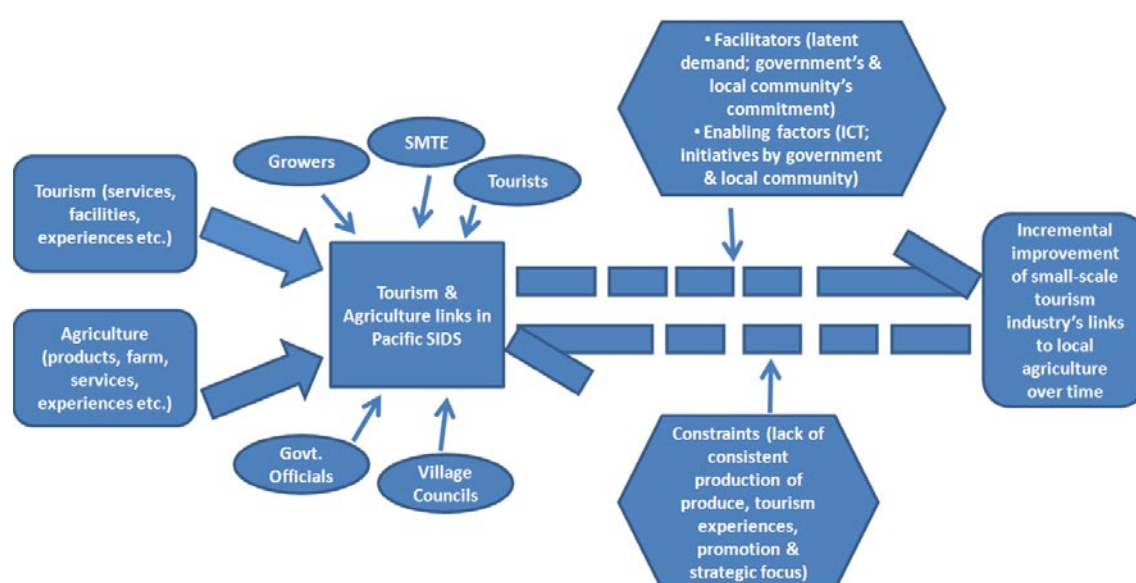 • Facilitators (latent
demand; government's &
local community's
commitment)
• Enabling factors (ICT;
initiatives by government
& local community)
SMTE
Growers
Tourists
Tourism (services,
facilities,
experiences etc.)
Tourism &
Agriculture links in
Pacific SIDS
Incremental
improvement
of small-scale
tourism
industry's links
to local
agriculture
over time
Agriculture
(products, farm,
services,
experiences etc.)
Govt.
Officials
Village
Councils
Constraints (lack of
consistent
production of
produce, tourism
experiences,
promotion &
strategic focus)